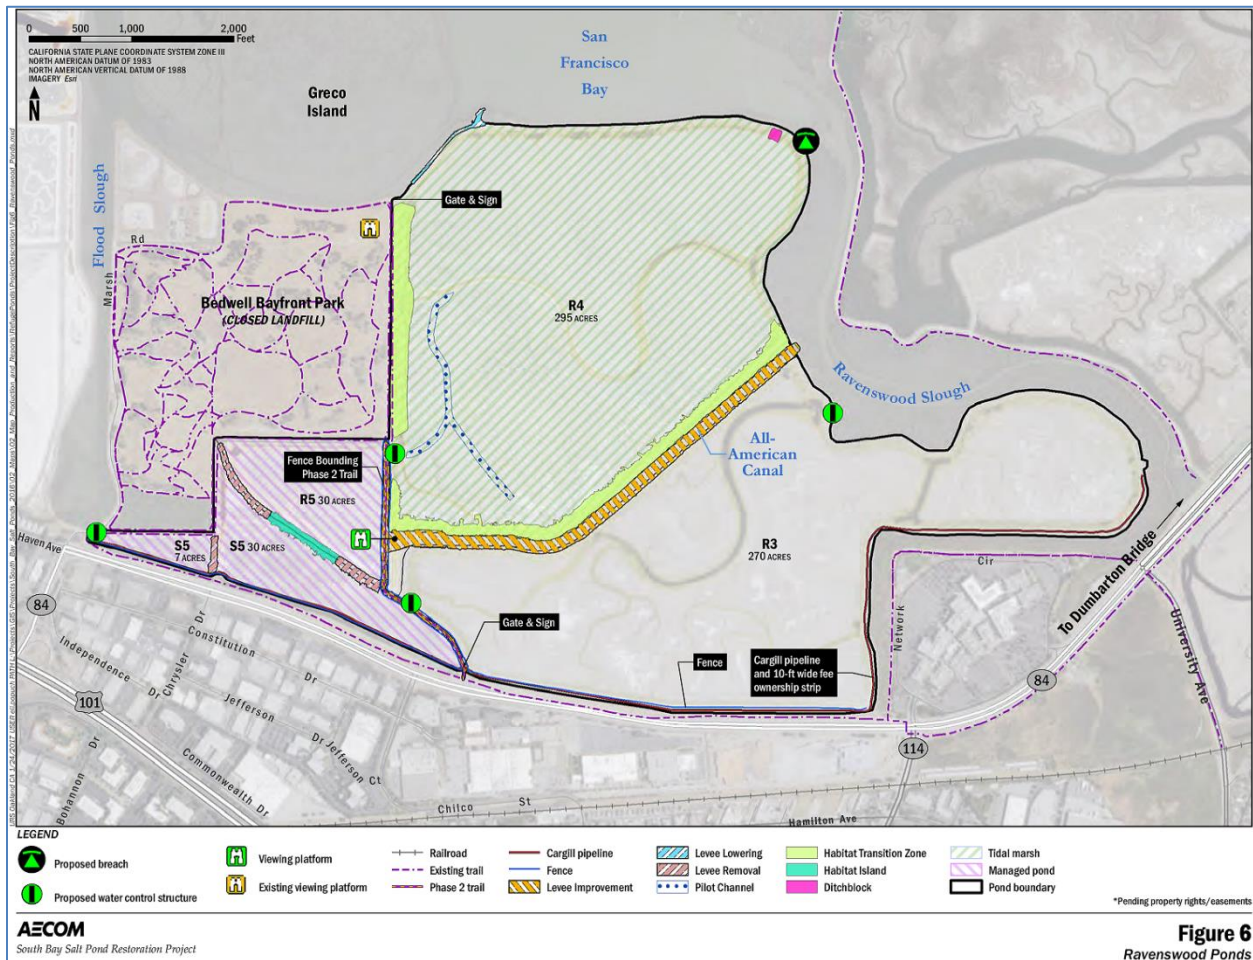 0 500 1,000 2,000
Feet
CALIFORNIA STATE PLANE COORDINATE SYSTEM ZONE III
NORTH AMERICAN DATUM OF 1983
NORTH AMERICAN VERTICAL DATUM OF 1988
IMAGERY Esri
N
Greco
Island
San
Francisco
Bay
Flood Slough
Marsh Rd
Gate & Sign
Bedwell Bayfront Park
(CLOSED LANDFILL)
R4
295 ACRES
Ravenswood Slough
All-
American
Canal
Fence Bounding
Phase 2 Trail
R5 30 ACRES
S5
7 ACRES
S5 30 ACRES
R3
270 ACRES
Haven Ave
84
Gate & Sign
Fence
Cargill pipeline
and 10-ft wide fee
ownership strip
Network
Cir
To Dumbarton Bridge
University Ave
84
114
101
Independence Dr
Chrysler Dr
Constitution Dr
Jefferson Dr
Jefferson Ct
Commonwealth Dr
Bohannon Dr
Chilco St
Hamilton Ave
LEGEND
Proposed breach
Proposed water control structure
Viewing platform
Existing viewing platform
Railroad
Existing trail
Phase 2 trail
Cargill pipeline
Fence
Levee Improvement
Levee Lowering
Levee Removal
Pilot Channel
Habitat Transition Zone
Habitat Island
Ditchblock
Tidal marsh
Managed pond
Pond boundary
*Pending property rights/easements
AECOM
South Bay Salt Pond Restoration Project
Figure 6
Ravenswood Ponds